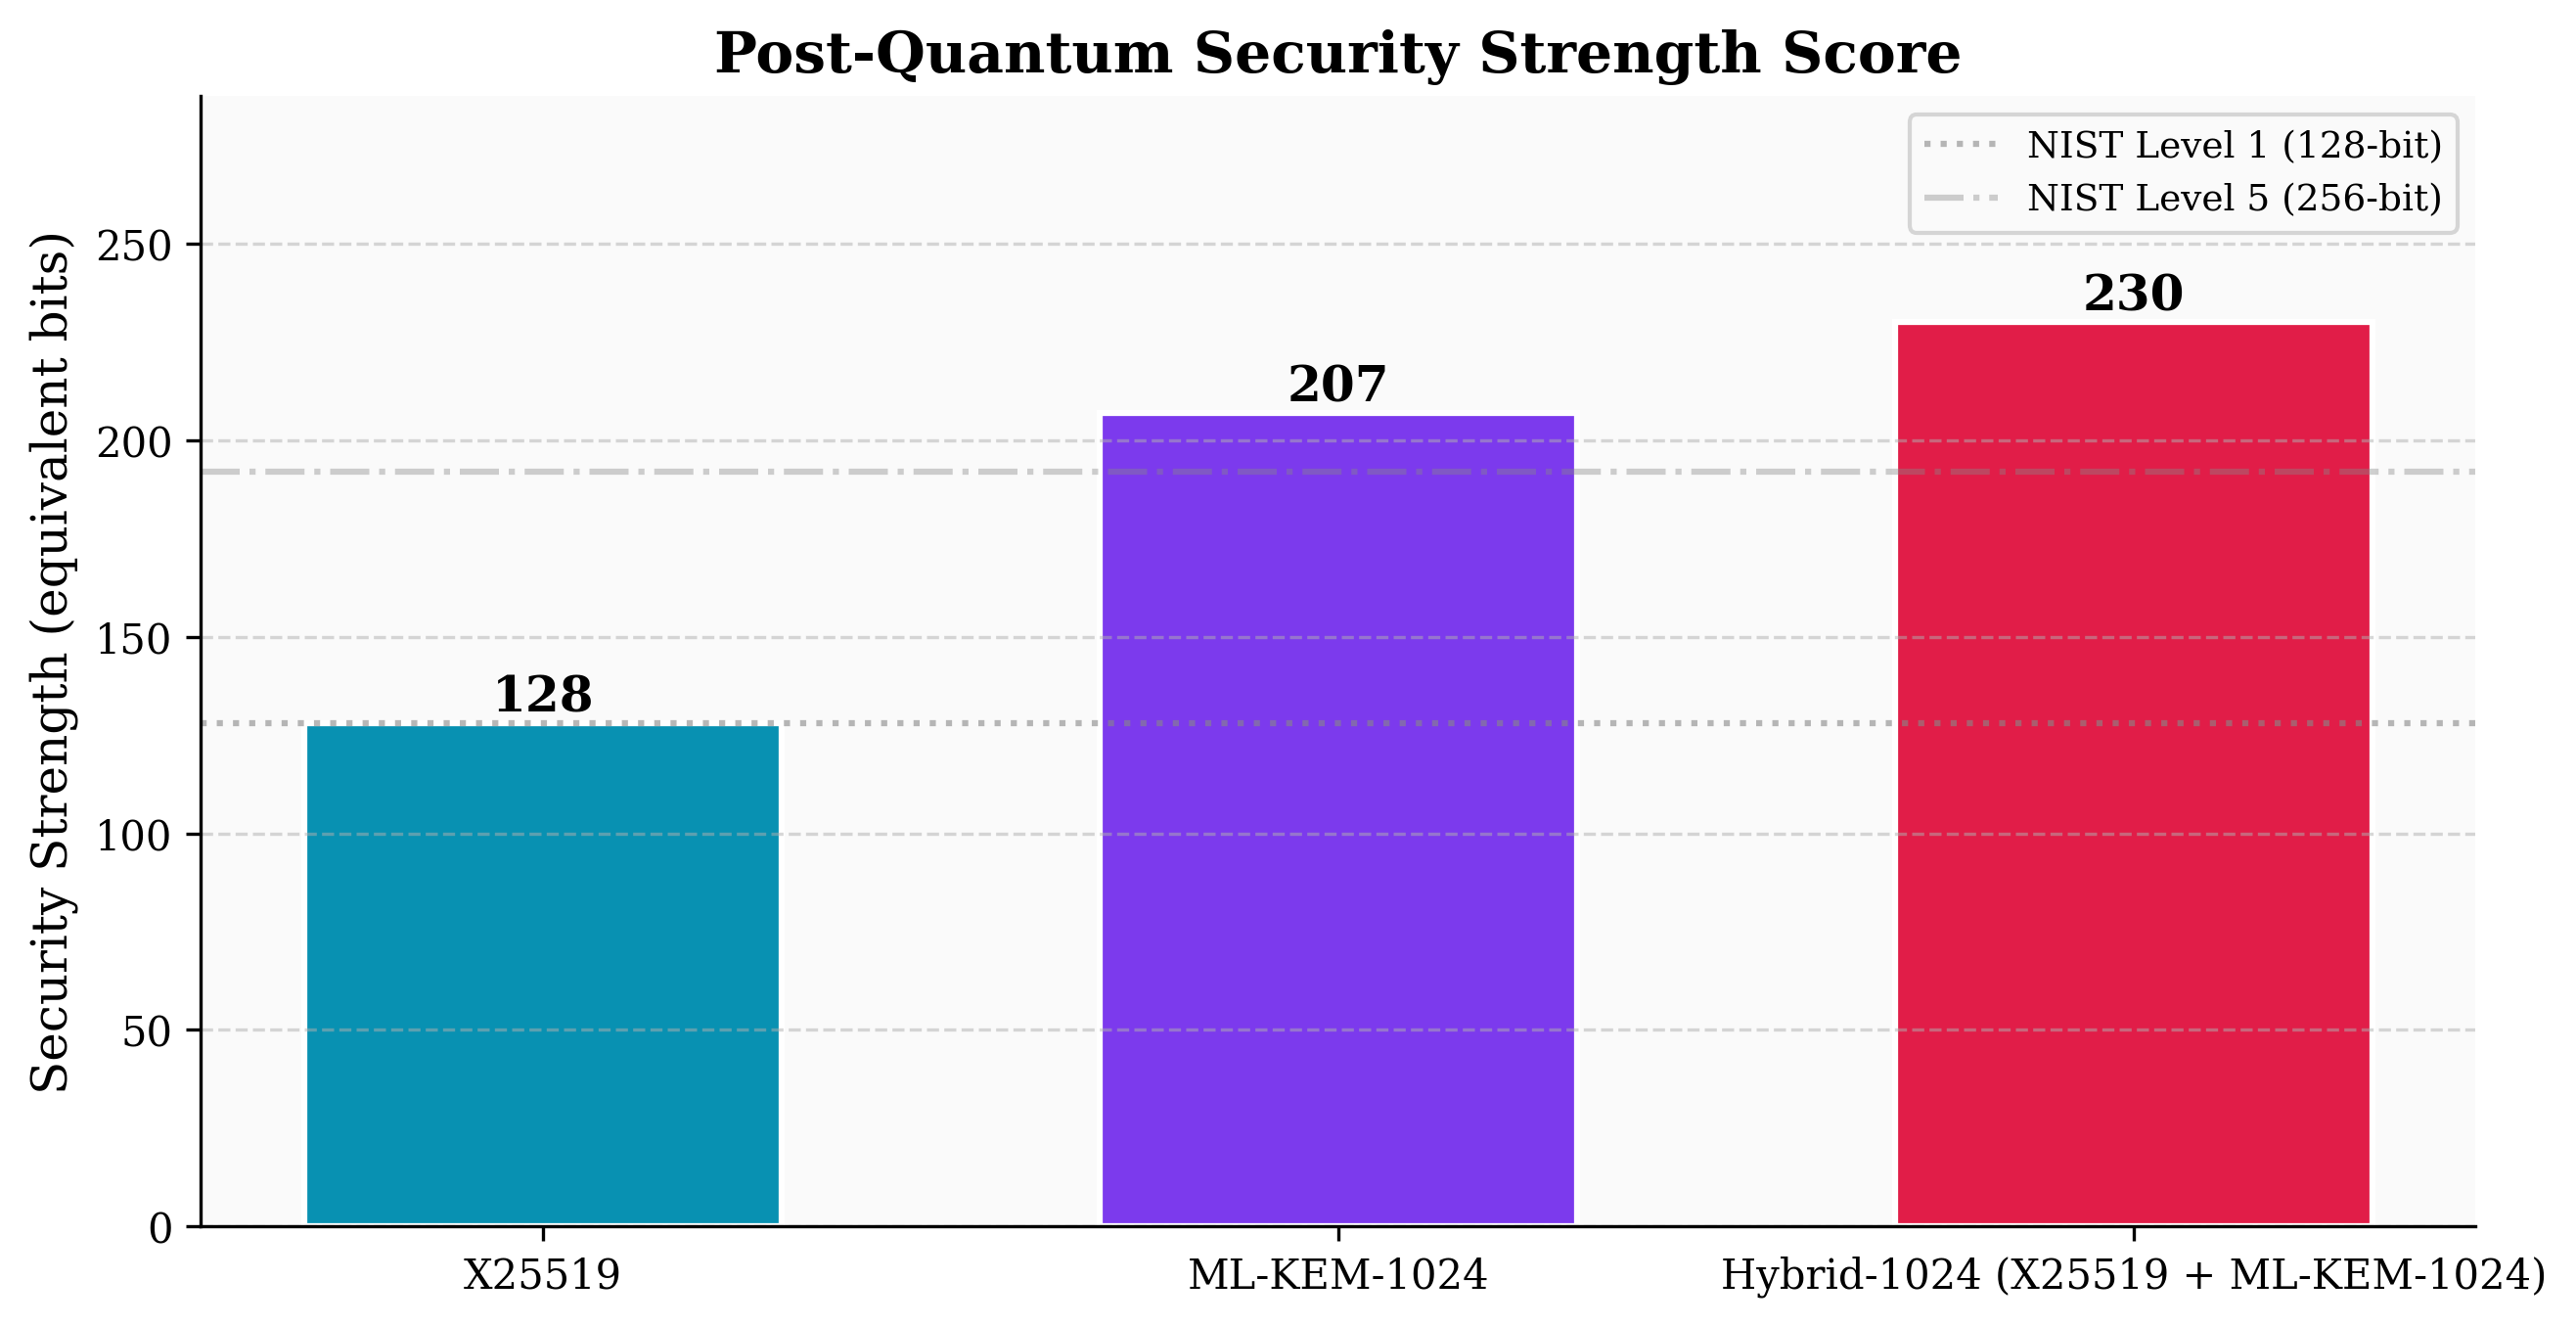 Post-Quantum Security Strength Score
NIST Level 1 (128-bit)
NIST Level 5 (256-bit)
Security Strength (equivalent bits)
250
200
150
100
50
0
128
207
230
X25519
ML-KEM-1024
Hybrid-1024 (X25519 + ML-KEM-1024)